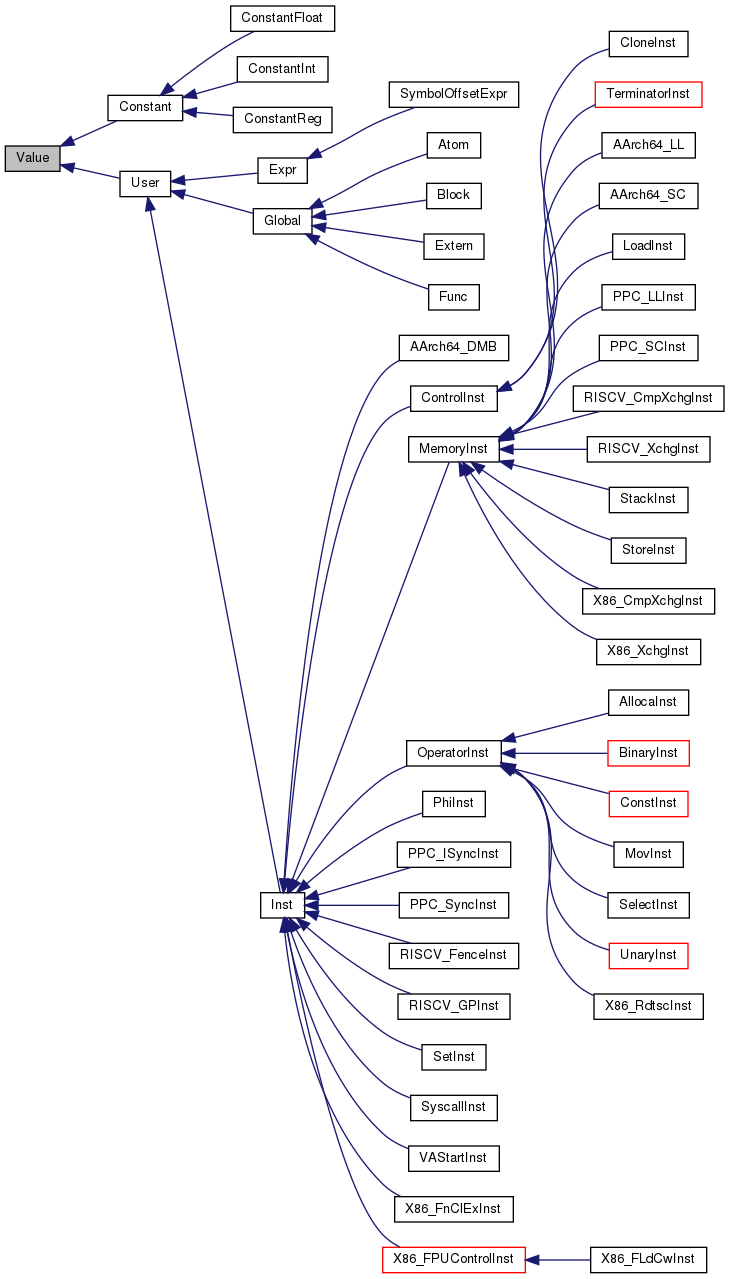 ConstantFloat
CloneInst
ConstantInt
SymbolOffsetExpr
TerminatorInst
Constant
ConstantReg
Atom
AArch64_LL
Value
Expr
User
Block
AArch64_SC
Global
Extern
LoadInst
Func
PPC_LLInst
AArch64_DMB
PPC_SCInst
ControlInst
RISCV_CmpXchgInst
MemoryInst
RISCV_XchgInst
StackInst
StoreInst
X86_CmpXchgInst
X86_XchgInst
AllocaInst
OperatorInst
BinaryInst
PhiInst
ConstInst
PPC_ISyncInst
MovInst
Inst
PPC_SyncInst
SelectInst
RISCV_FenceInst
UnaryInst
RISCV_GPInst
X86_RdtscInst
SetInst
SyscallInst
VAStartInst
X86_FnClExInst
X86_FPUControlInst
X86_FLdCwInst